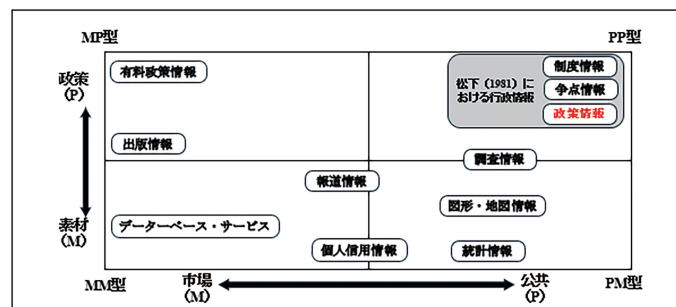 MP型
PP型
政策
(P)
有料政策情報
松下（1981）に
おける行政情報
制度情報
争点情報
政策情報
出版情報
調査情報
報道情報
図形・地図情報
素材
(M)
データーベース・サービス
個人信用情報
統計情報
MM型
市場
(M)
公共
(P)
PM型